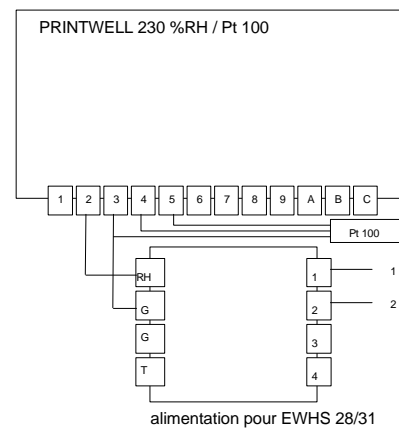 PRINTWELL 230 %RH / Pt 100
1 2 3 4 5 6 7 8 9 A B C
Pt 100
RH 1 1
G 2 2
G 3
T 4
alimentation pour EWHS 28/31